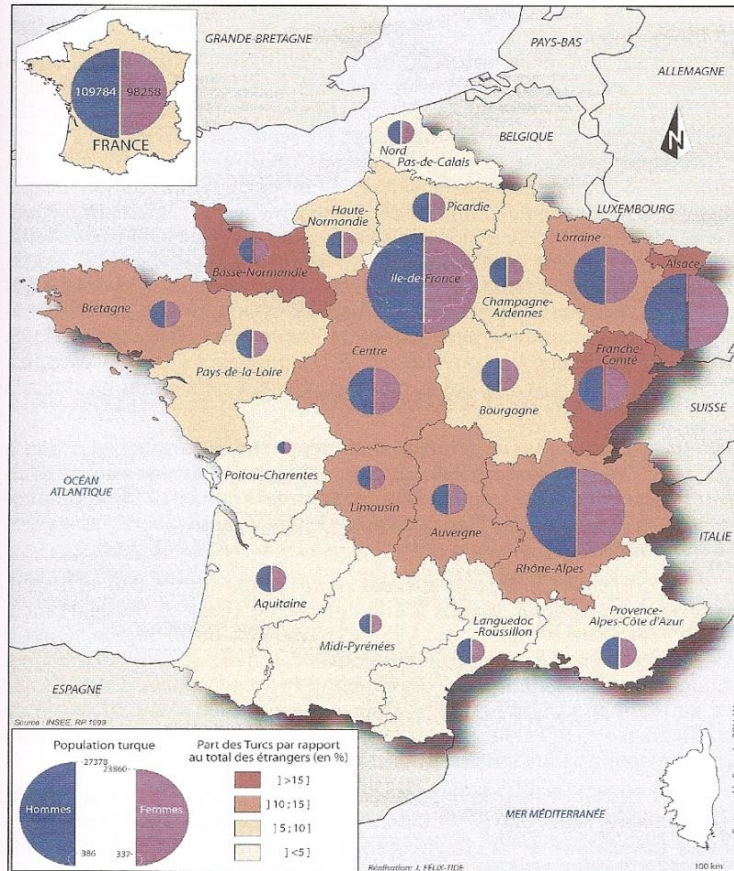 GRANDE-BRETAGNE
PAYS-BAS
ALLEMAGNE
109784
98258
FRANCE
N
BELGIQUE
Nord
Pas-de-Calais
LUXEMBOURG
Haute-
Normandie
Picardie
Lorraine
Alsace
Basse-Normandie
Île-de-France
Champagne-
Ardennes
Bretagne
Pays-de-la-Loire
Centre
Franche-
Comté
Bourgogne
SUISSE
OCÉAN
ATLANTIQUE
Poitou-Charentes
Limousin
Auvergne
Rhône-Alpes
ITALIE
Aquitaine
Midi-Pyrénées
Languedoc
-Roussillon
Provence-
Alpes-Côte d'Azur
ESPAGNE
Source : INSEE, RP 1999
Population turque
27378
23860
Hommes
Femmes
386
337
Part des Turcs par rapport
au total des étrangers (en %)
] >15 ]
] 10 ; 15 ]
] 5 ; 10 ]
] <5 ]
MER MÉDITERRANÉE
Réalisation: J. FÉLIX-TIDE
100 km